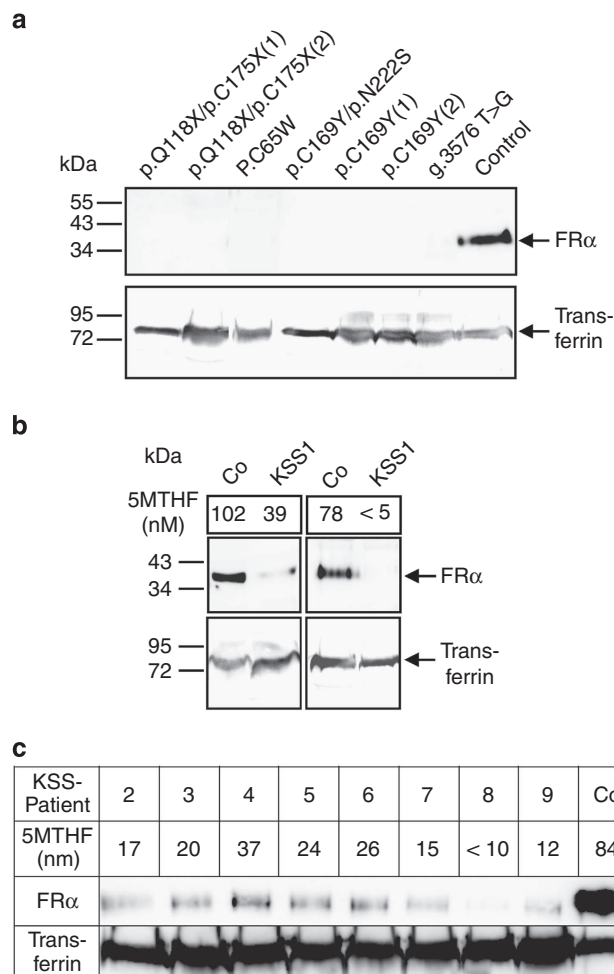 a
p.Q118X/p.C175X(1)
p.Q118X/p.C175X(2)
P.C65W
p.C169Y/p.N222S
p.C169Y(1)
p.C169Y(2)
g.3576 T>G
Control
kDa
55
43
34
FRα
95
72
Trans-
ferrin
b
kDa
Co
KSS1
Co
KSS1
5MTHF
(nM)
102
39
78
< 5
43
34
FRα
95
72
Trans-
ferrin
c
KSS-
Patient
2
3
4
5
6
7
8
9
Co
5MTHF
(nm)
17
20
37
24
26
15
< 10
12
84
FRα
Trans-
ferrin